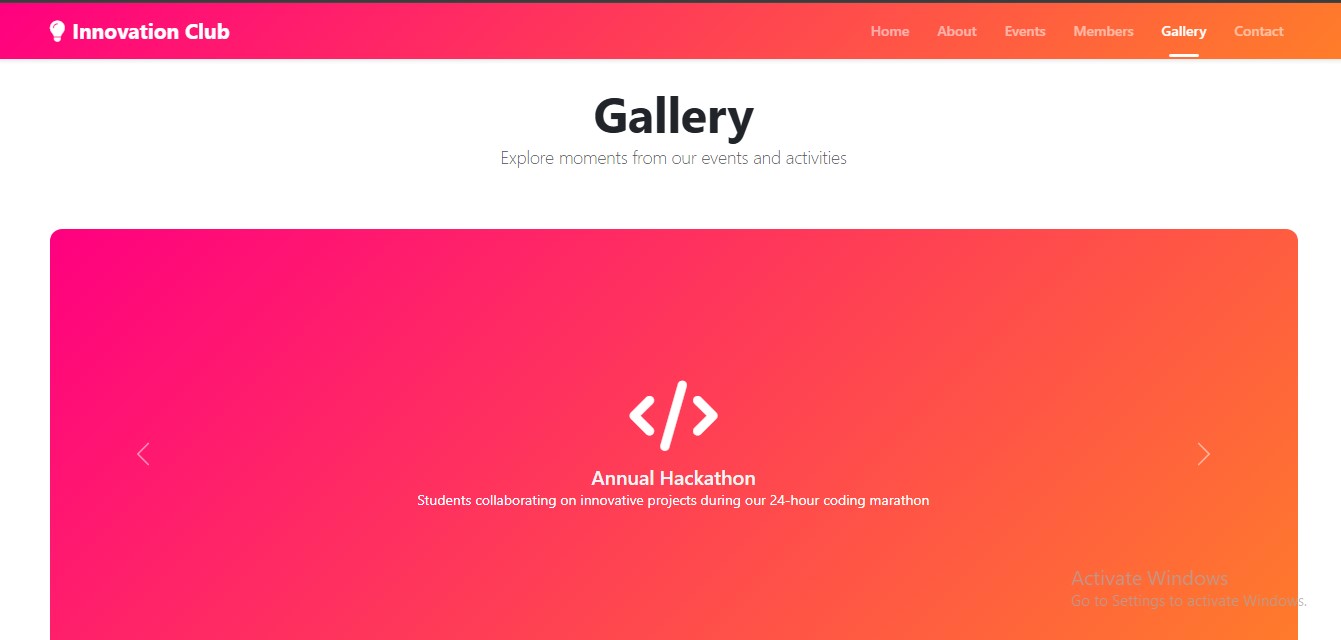 Innovation Club
Home About Events Members Gallery Contact
Gallery
Explore moments from our events and activities
Annual Hackathon
Students collaborating on innovative projects during our 24-hour coding marathon
Activate Windows
Go to Settings to activate Windows.